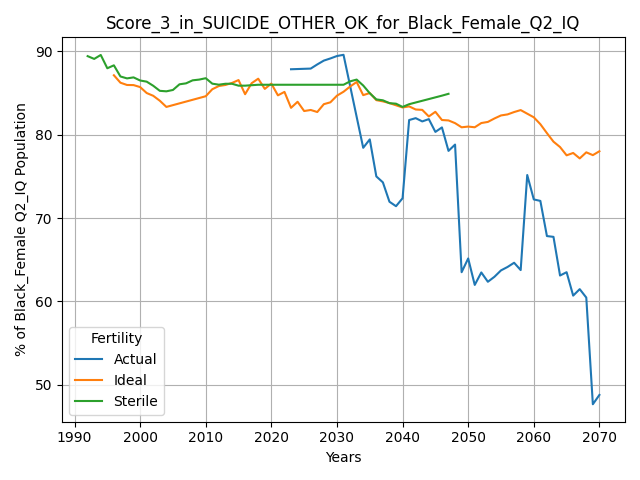 Score_3_in_SUICIDE_OTHER_OK_for_Black_Female_Q2_IQ
% of Black_Female Q2_IQ Population
90
80
70
60
50
Fertility
Actual
Ideal
Sterile
1990 2000 2010 2020 2030 2040 2050 2060 2070
Years